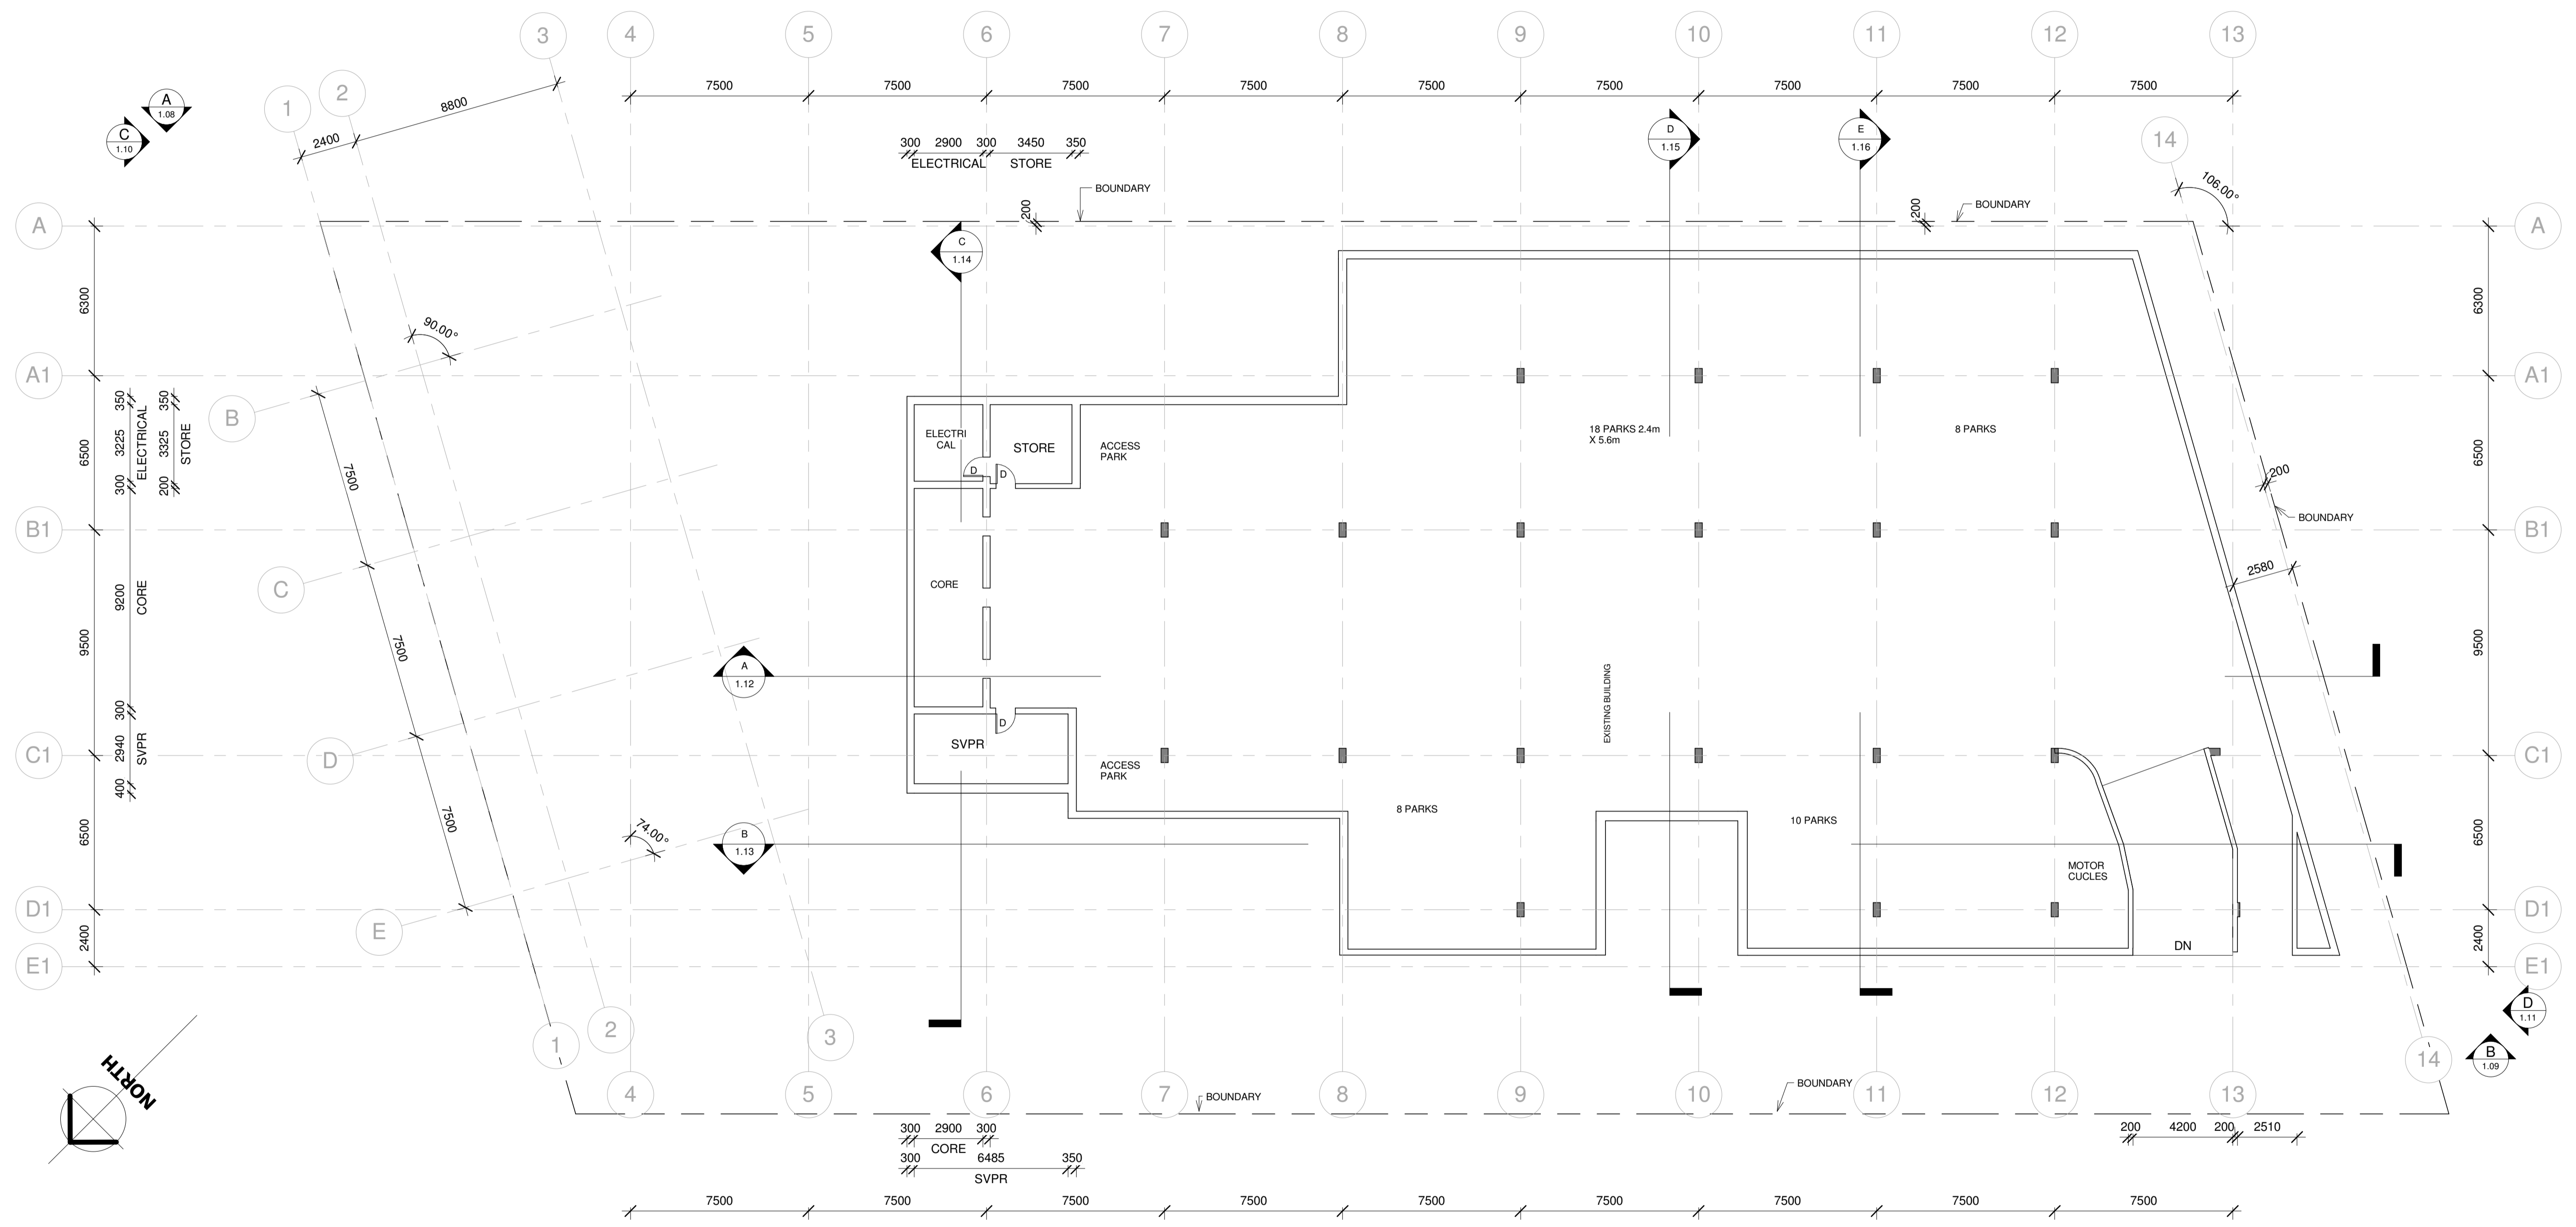 3
4
5
6
7
8
9
10
11
12
13
1
2
14
8800
2400
7500
7500
7500
7500
7500
7500
7500
7500
7500
A
1.08
C
1.10
300 2900 300 3450 350
ELECTRICAL STORE
D
1.15
E
1.16
106.00°
BOUNDARY
BOUNDARY
200
200
A
A
C
1.14
6300
6300
90.00°
A1
A1
B
350
3225
300
ELECTRICAL
350
3325
200
STORE
6500
6500
7500
ELECTRI
CAL
STORE
D
D
ACCESS
PARK
18 PARKS 2.4m
X 5.6m
8 PARKS
200
BOUNDARY
B1
B1
C
9200
CORE
CORE
2580
9500
9500
7500
A
1.12
EXISTING BUILDING
300
2940
400
SVPR
SVPR
D
C1
C1
D
ACCESS
PARK
7500
74.00°
B
1.13
8 PARKS
10 PARKS
MOTOR
CUCLES
6500
6500
D1
D1
E
2400
2400
DN
E1
E1
D
1.11
B
1.09
NORTH
1
2
3
14
4
5
6
7
8
9
10
11
12
13
BOUNDARY
BOUNDARY
300 2900 300
CORE
300 6485 350
SVPR
200 4200 200 2510
7500
7500
7500
7500
7500
7500
7500
7500
7500